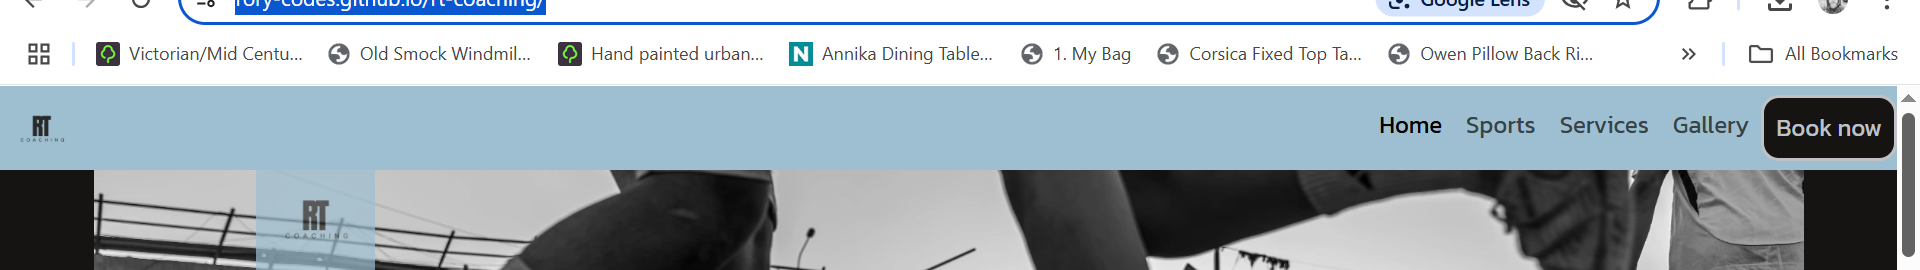 rory-codes.github.io/rt-coaching/
Google Lens
Victorian/Mid Centu... Old Smock Windmil... Hand painted urban... N Annika Dining Table... 1. My Bag Corsica Fixed Top Ta... Owen Pillow Back Ri... » All Bookmarks
RT
COACHING
Home Sports Services Gallery Book now
RT
COACHING